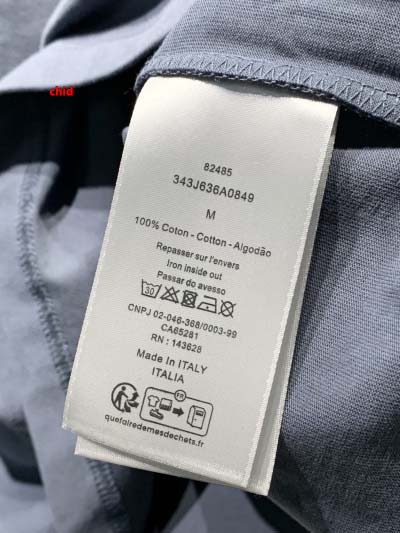 chid
82485
343J636A0849
M
100% Coton - Cotton - Algodão
Repasser sur l'envers
Iron inside out
Passar do avesso
30
CNPJ 02-046-368/0003-99
CA65281
RN : 143628
Made in ITALY
ITALIA
FR
quefairedemesdechets.fr